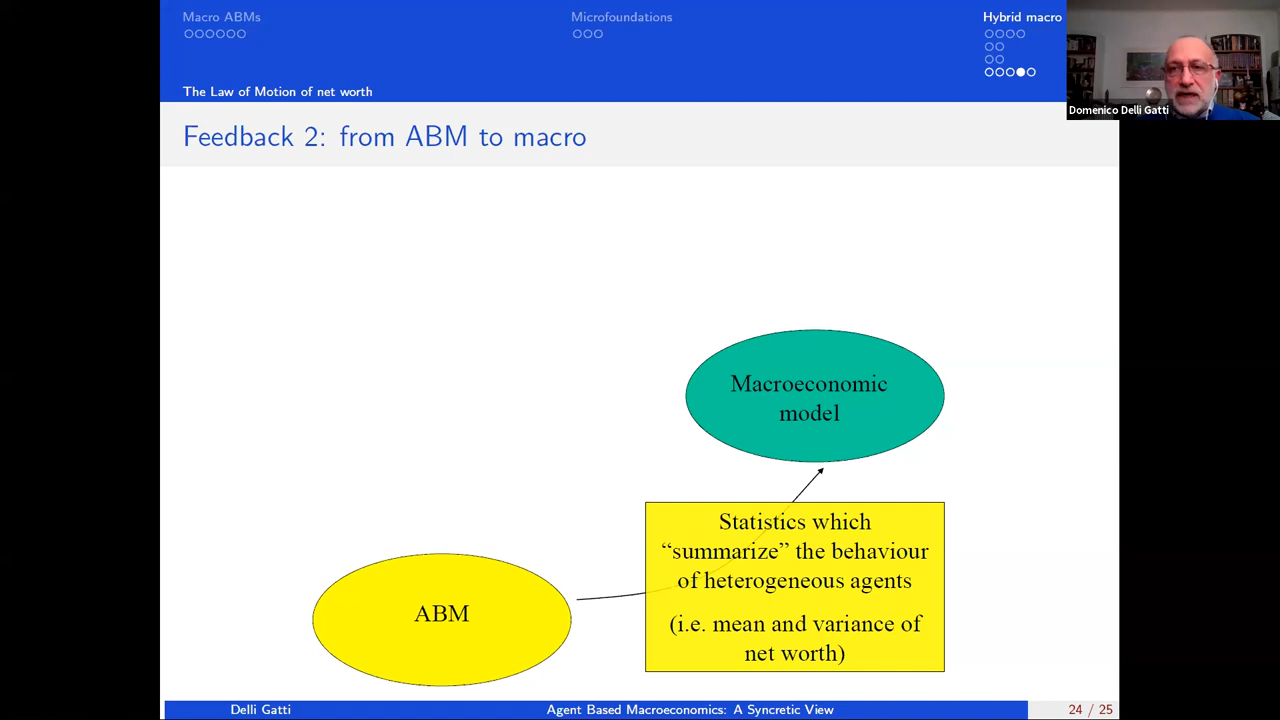 Macro ABMs
Microfoundations
Hybrid macro
The Law of Motion of net worth
Feedback 2: from ABM to macro
Domenico Delli Gatti
Macroeconomic
model
Statistics which
“summarize” the behaviour
of heterogeneous agents
(i.e. mean and variance of
net worth)
ABM
Delli Gatti
Agent Based Macroeconomics: A Syncretic View
24 / 25